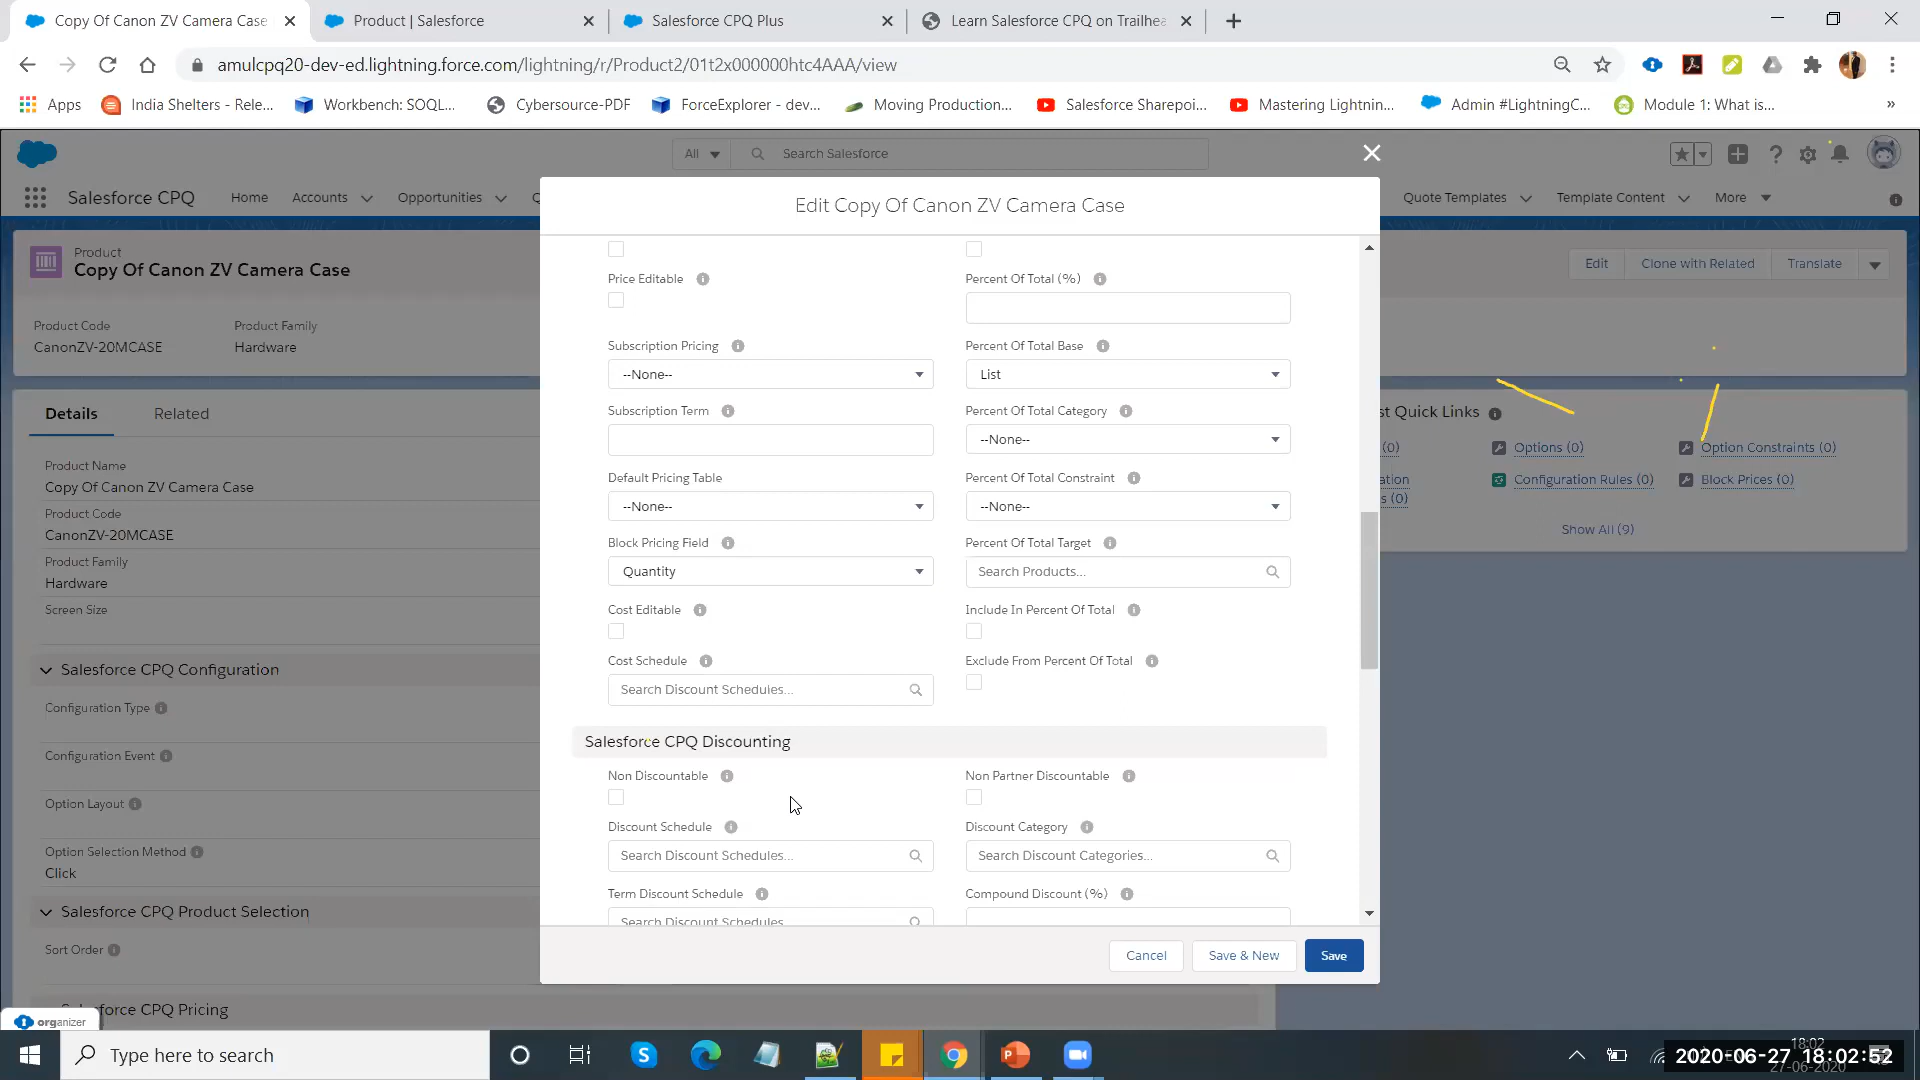 Copy Of Canon ZV Camera Case
Product | Salesforce
Salesforce CPQ Plus
Learn Salesforce CPQ on Trailhea
amulcpq20-dev-ed.lightning.force.com/lightning/r/Product2/01t2x000000htc4AAA/view
Apps
India Shelters - Rele...
Workbench: SOQL...
Cybersource-PDF
ForceExplorer - dev...
Moving Production...
Salesforce Sharepoi...
Mastering Lightnin...
Admin #LightningC...
Module 1: What is...
»
All
Search Salesforce
Salesforce CPQ
Home
Accounts
Opportunities
Q
Quote Templates
Template Content
More
Product
Copy Of Canon ZV Camera Case
Edit
Clone with Related
Translate
Product Code
CanonZV-20MCASE
Product Family
Hardware
Details
Related
Product Name
Copy Of Canon ZV Camera Case
Product Code
CanonZV-20MCASE
Product Family
Hardware
Screen Size
Salesforce CPQ Configuration
Configuration Type
Configuration Event
Option Layout
Option Selection Method
Click
Salesforce CPQ Product Selection
Sort Order
force CPQ Pricing
organizer
Edit Copy Of Canon ZV Camera Case
Price Editable
Percent Of Total (%)
Subscription Pricing
--None--
Percent Of Total Base
List
Subscription Term
Percent Of Total Category
--None--
Default Pricing Table
--None--
Percent Of Total Constraint
--None--
Block Pricing Field
Quantity
Percent Of Total Target
Search Products...
Cost Editable
Include In Percent Of Total
Cost Schedule
Search Discount Schedules...
Exclude From Percent Of Total
Salesforce CPQ Discounting
Non Discountable
Non Partner Discountable
Discount Schedule
Search Discount Schedules...
Discount Category
Search Discount Categories...
Term Discount Schedule
Search Discount Schedules
Compound Discount (%)
Cancel
Save & New
Save
st Quick Links
(0)
Options (0)
Option Constraints (0)
ation
s (0)
Configuration Rules (0)
Block Prices (0)
Show All (9)
Type here to search
18:02
27-06-2020
2020-06-27 18:02:52